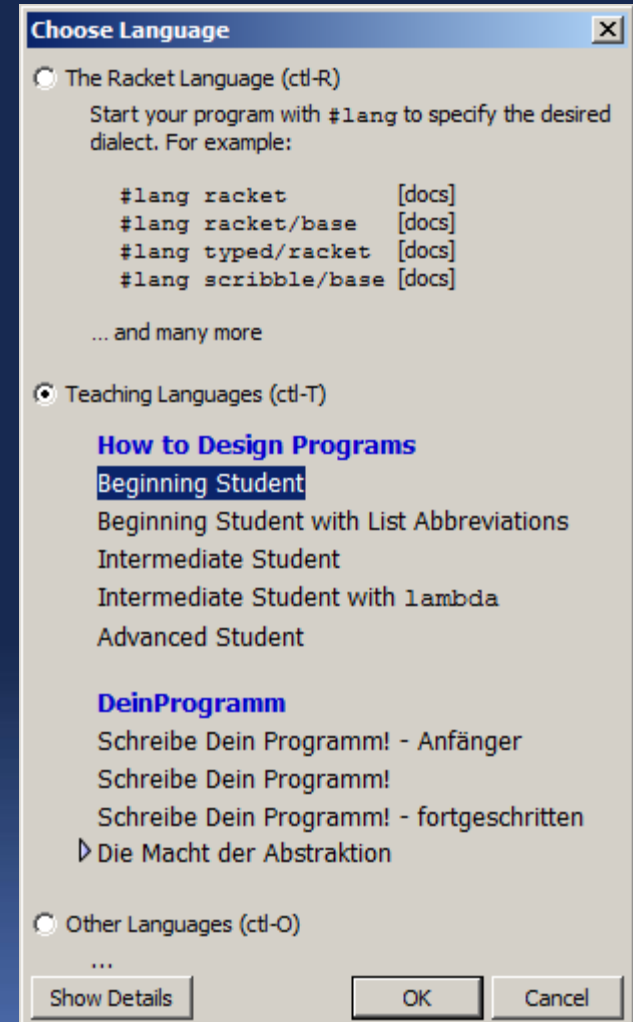 Choose Language
The Racket Language (ctl-R)
Start your program with #lang to specify the desired
dialect. For example:
#lang racket [docs]
#lang racket/base [docs]
#lang typed/racket [docs]
#lang scribble/base [docs]
... and many more
Teaching Languages (ctl-T)
How to Design Programs
Beginning Student
Beginning Student with List Abbreviations
Intermediate Student
Intermediate Student with lambda
Advanced Student
DeinProgramm
Schreibe Dein Programm! - Anfänger
Schreibe Dein Programm!
Schreibe Dein Programm! - fortgeschritten
Die Macht der Abstraktion
Other Languages (ctl-O)
...
Show Details OK Cancel